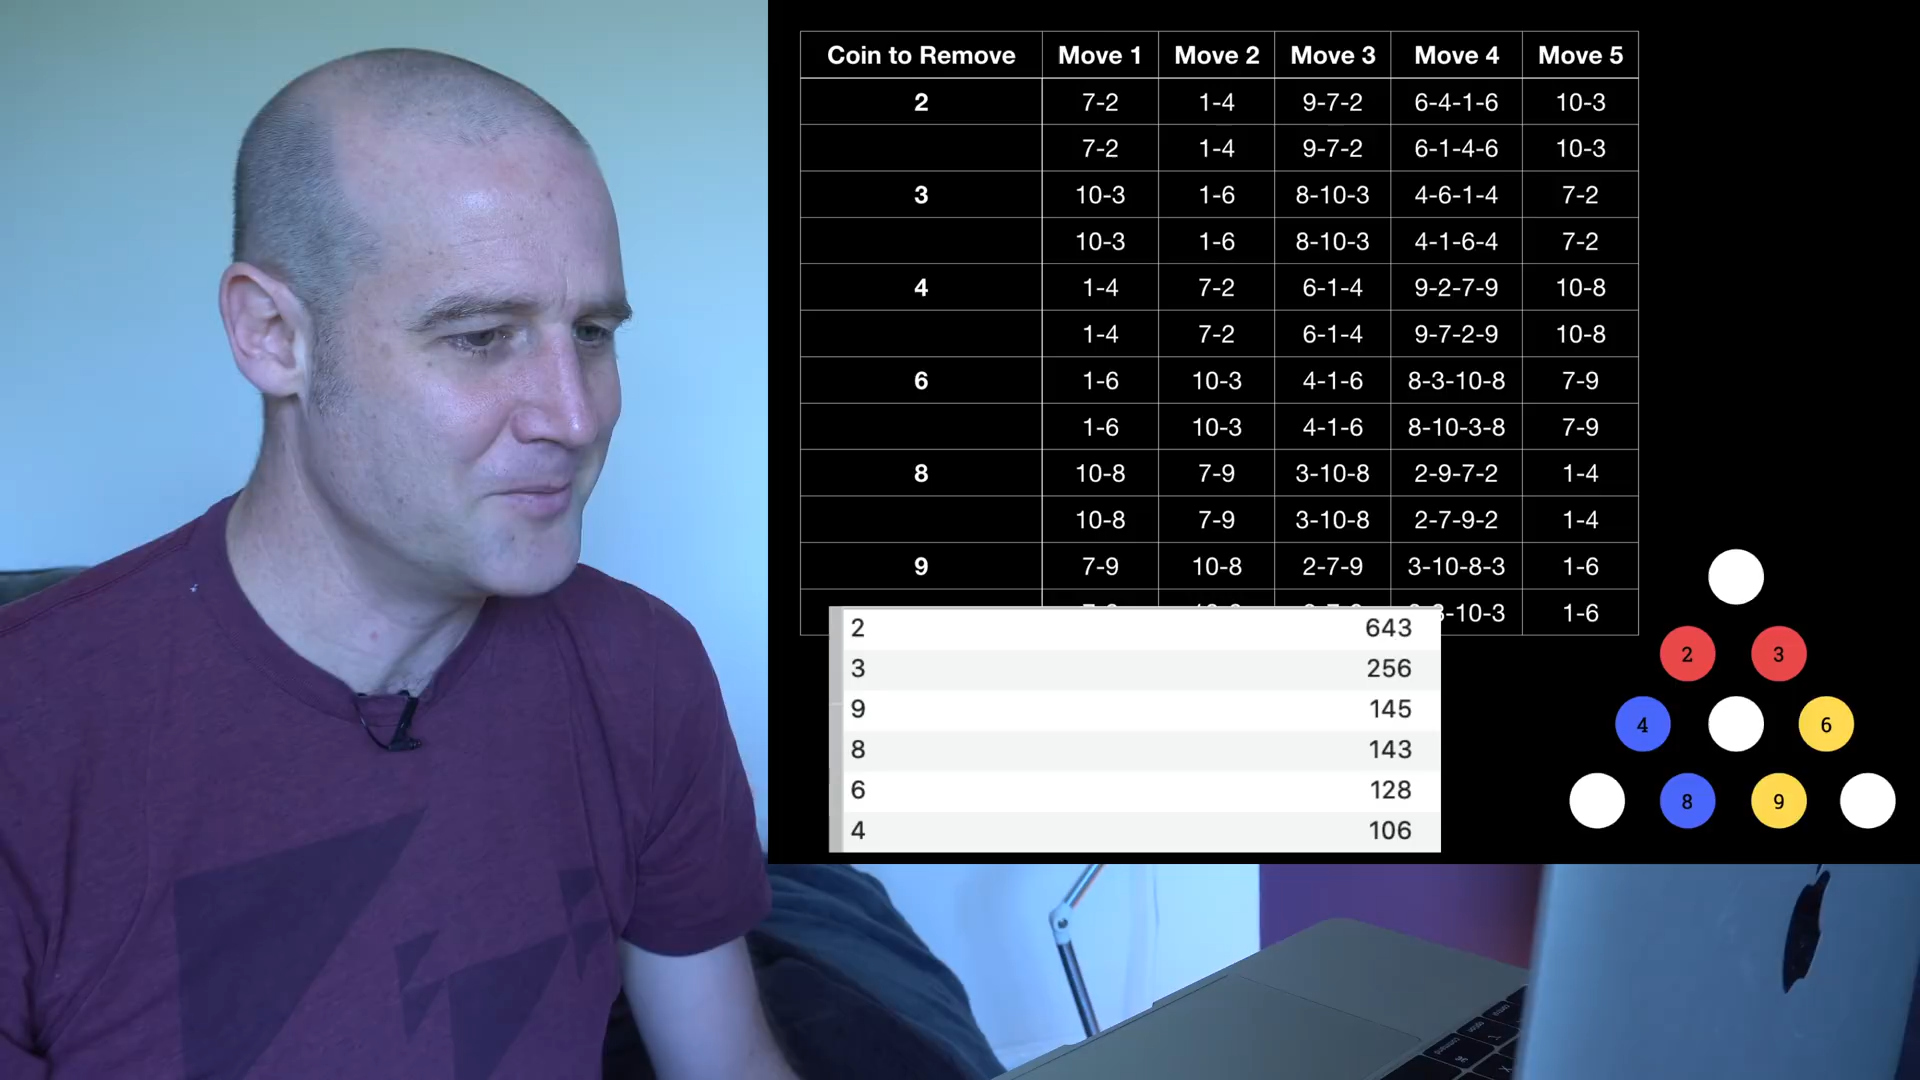 Coin to Remove Move 1 Move 2 Move 3 Move 4 Move 5
2 7-2 1-4 9-7-2 6-4-1-6 10-3
7-2 1-4 9-7-2 6-1-4-6 10-3
3 10-3 1-6 8-10-3 4-6-1-4 7-2
10-3 1-6 8-10-3 4-1-6-4 7-2
4 1-4 7-2 6-1-4 9-2-7-9 10-8
1-4 7-2 6-1-4 9-7-2-9 10-8
6 1-6 10-3 4-1-6 8-3-10-8 7-9
1-6 10-3 4-1-6 8-10-3-8 7-9
8 10-8 7-9 3-10-8 2-9-7-2 1-4
10-8 7-9 3-10-8 2-7-9-2 1-4
9 7-9 10-8 2-7-9 3-10-8-3 1-6
-10-3 1-6
2 643
3 256
9 145
8 143
6 128
4 106
2 3
4 6
8 9